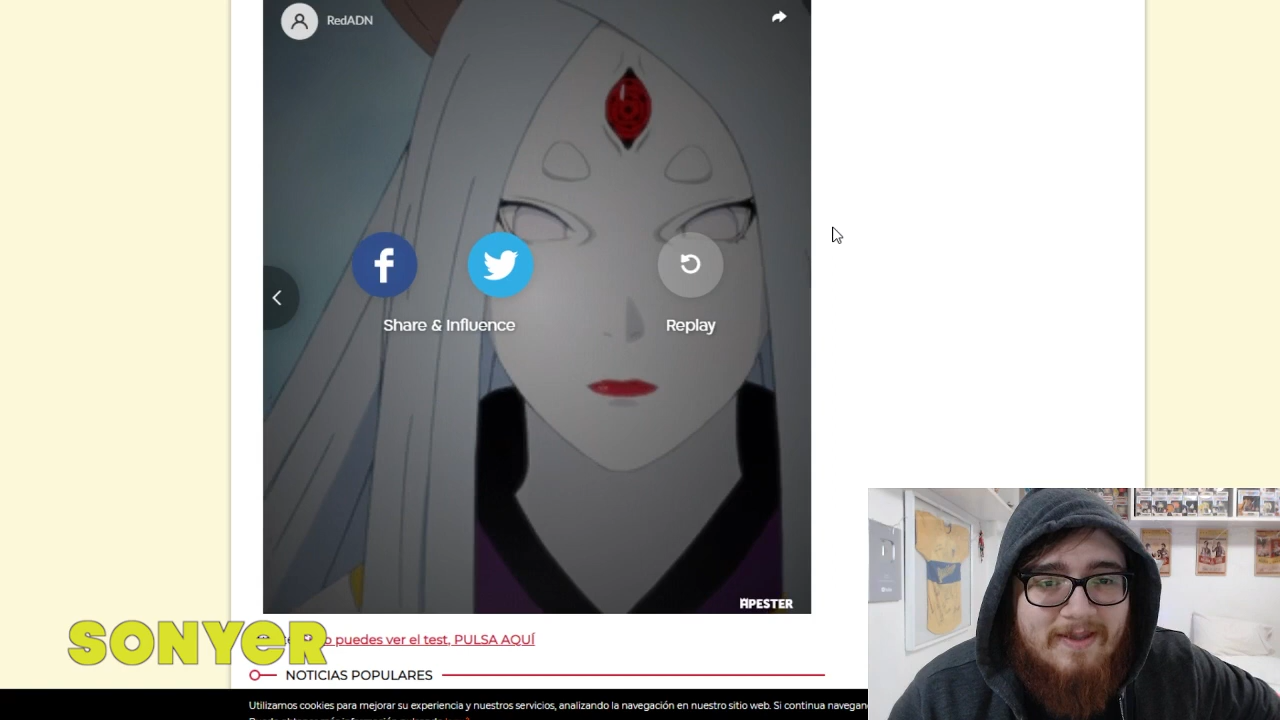 RedADN
Share & Influence
Replay
APESTER
puedes ver el test, PULSA AQUÍ
SONYER
NOTICIAS POPULARES
Utilizamos cookies para mejorar su experiencia y nuestros servicios, analizando la navegación en nuestro sitio web. Si continua navegan